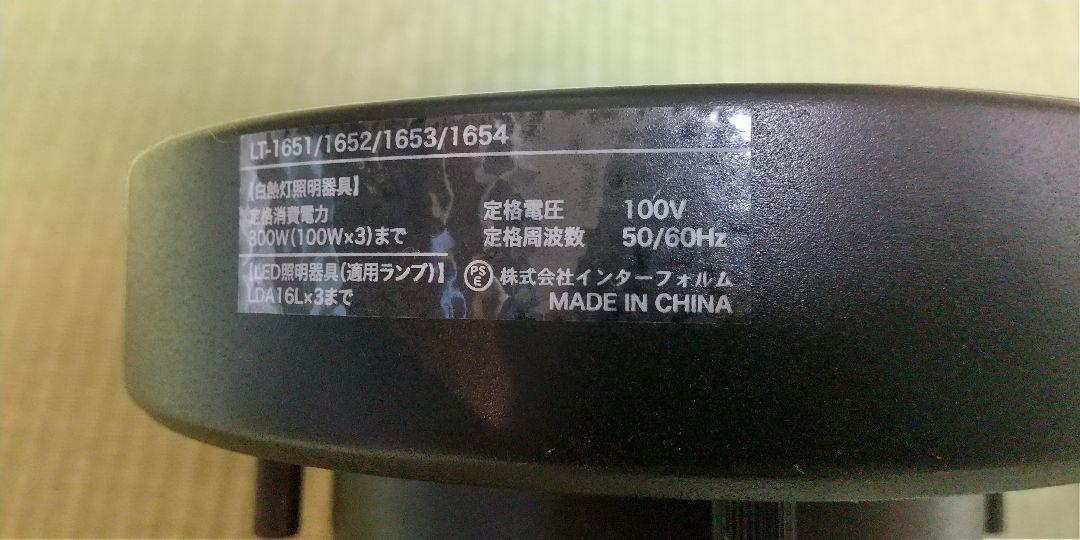 LT-1651/1652/1653/1654
【白熱灯照明器具】
定格消費電力
300W(100W×3)まで
定格電圧 100V
定格周波数 50/60Hz
【LED照明器具(適用ランプ)】
LDA16L×3まで
PSE 株式会社インターフォルム
MADE IN CHINA